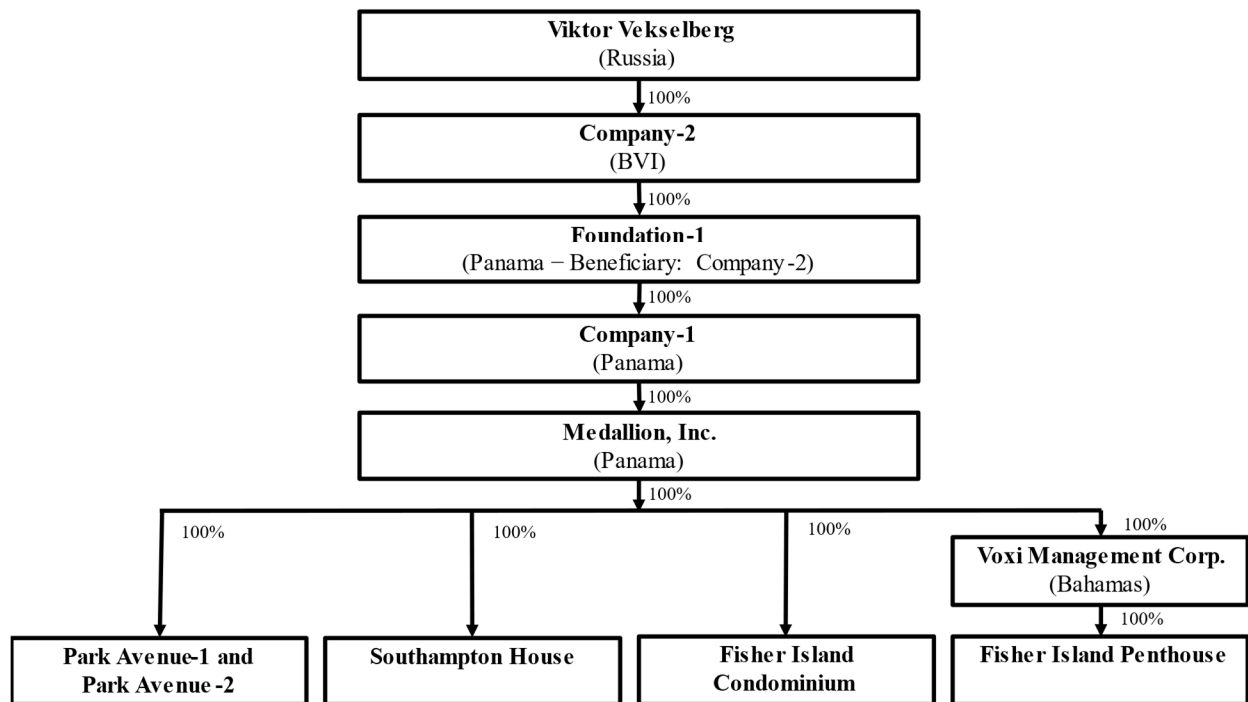 Viktor Vekselberg
(Russia)
100%
Company-2
(BVI)
100%
Foundation-1
(Panama − Beneficiary: Company-2)
100%
Company-1
(Panama)
100%
Medallion, Inc.
(Panama)
100%
100%
100%
100%
100%
Voxi Management Corp.
(Bahamas)
100%
Park Avenue-1 and
Park Avenue -2
Southampton House
Fisher Island
Condominium
Fisher Island Penthouse